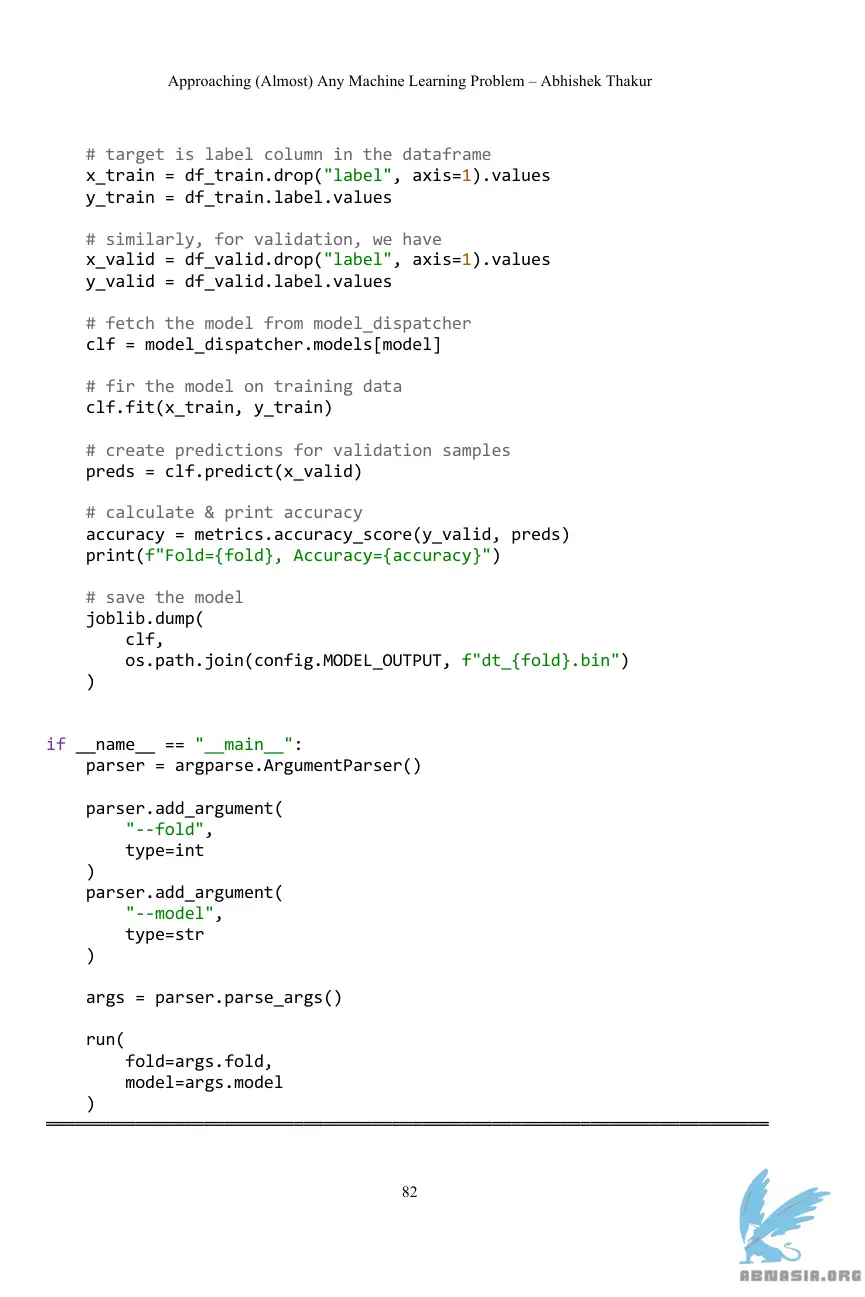 Approaching (Almost) Any Machine Learning Problem – Abhishek Thakur
# target is label column in the dataframe
x_train = df_train.drop("label", axis=1).values
y_train = df_train.label.values
# similarly, for validation, we have
x_valid = df_valid.drop("label", axis=1).values
y_valid = df_valid.label.values
# fetch the model from model_dispatcher
clf = model_dispatcher.models[model]
# fir the model on training data
clf.fit(x_train, y_train)
# create predictions for validation samples
preds = clf.predict(x_valid)
# calculate & print accuracy
accuracy = metrics.accuracy_score(y_valid, preds)
print(f"Fold={fold}, Accuracy={accuracy}")
# save the model
joblib.dump(
clf,
os.path.join(config.MODEL_OUTPUT, f"dt_{fold}.bin")
)
if __name__ == "__main__":
parser = argparse.ArgumentParser()
parser.add_argument(
"--fold",
type=int
)
parser.add_argument(
"--model",
type=str
)
args = parser.parse_args()
run(
fold=args.fold,
model=args.model
)
82
ABNASIA.ORG